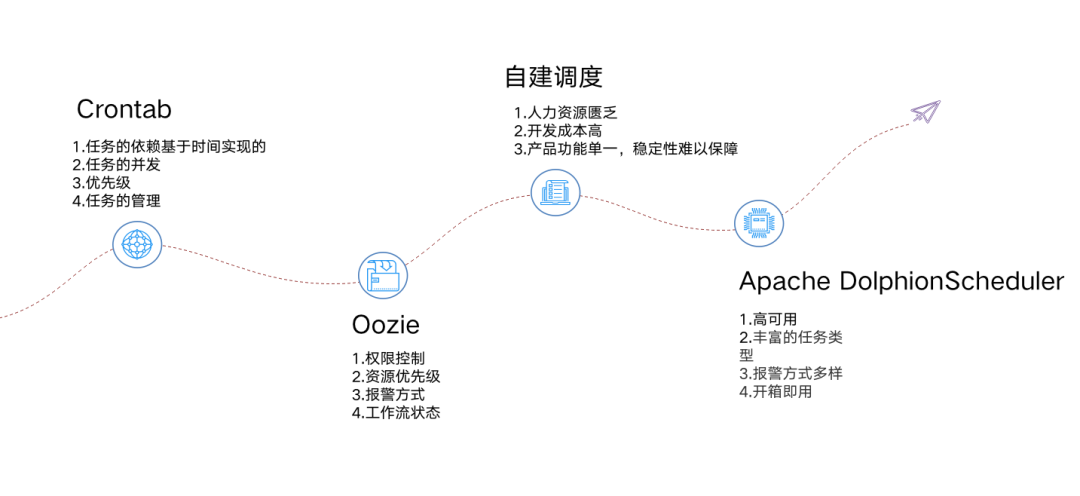 Crontab
1.任务的依赖基于时间实现的
2.任务的并发
3.优先级
4.任务的管理
Oozie
1.权限控制
2.资源优先级
3.报警方式
4.工作流状态
自建调度
1.人力资源匮乏
2.开发成本高
3.产品功能单一，稳定性难以保障
Apache DolphionScheduler
1.高可用
2.丰富的任务类
型
3.报警方式多样
4.开箱即用